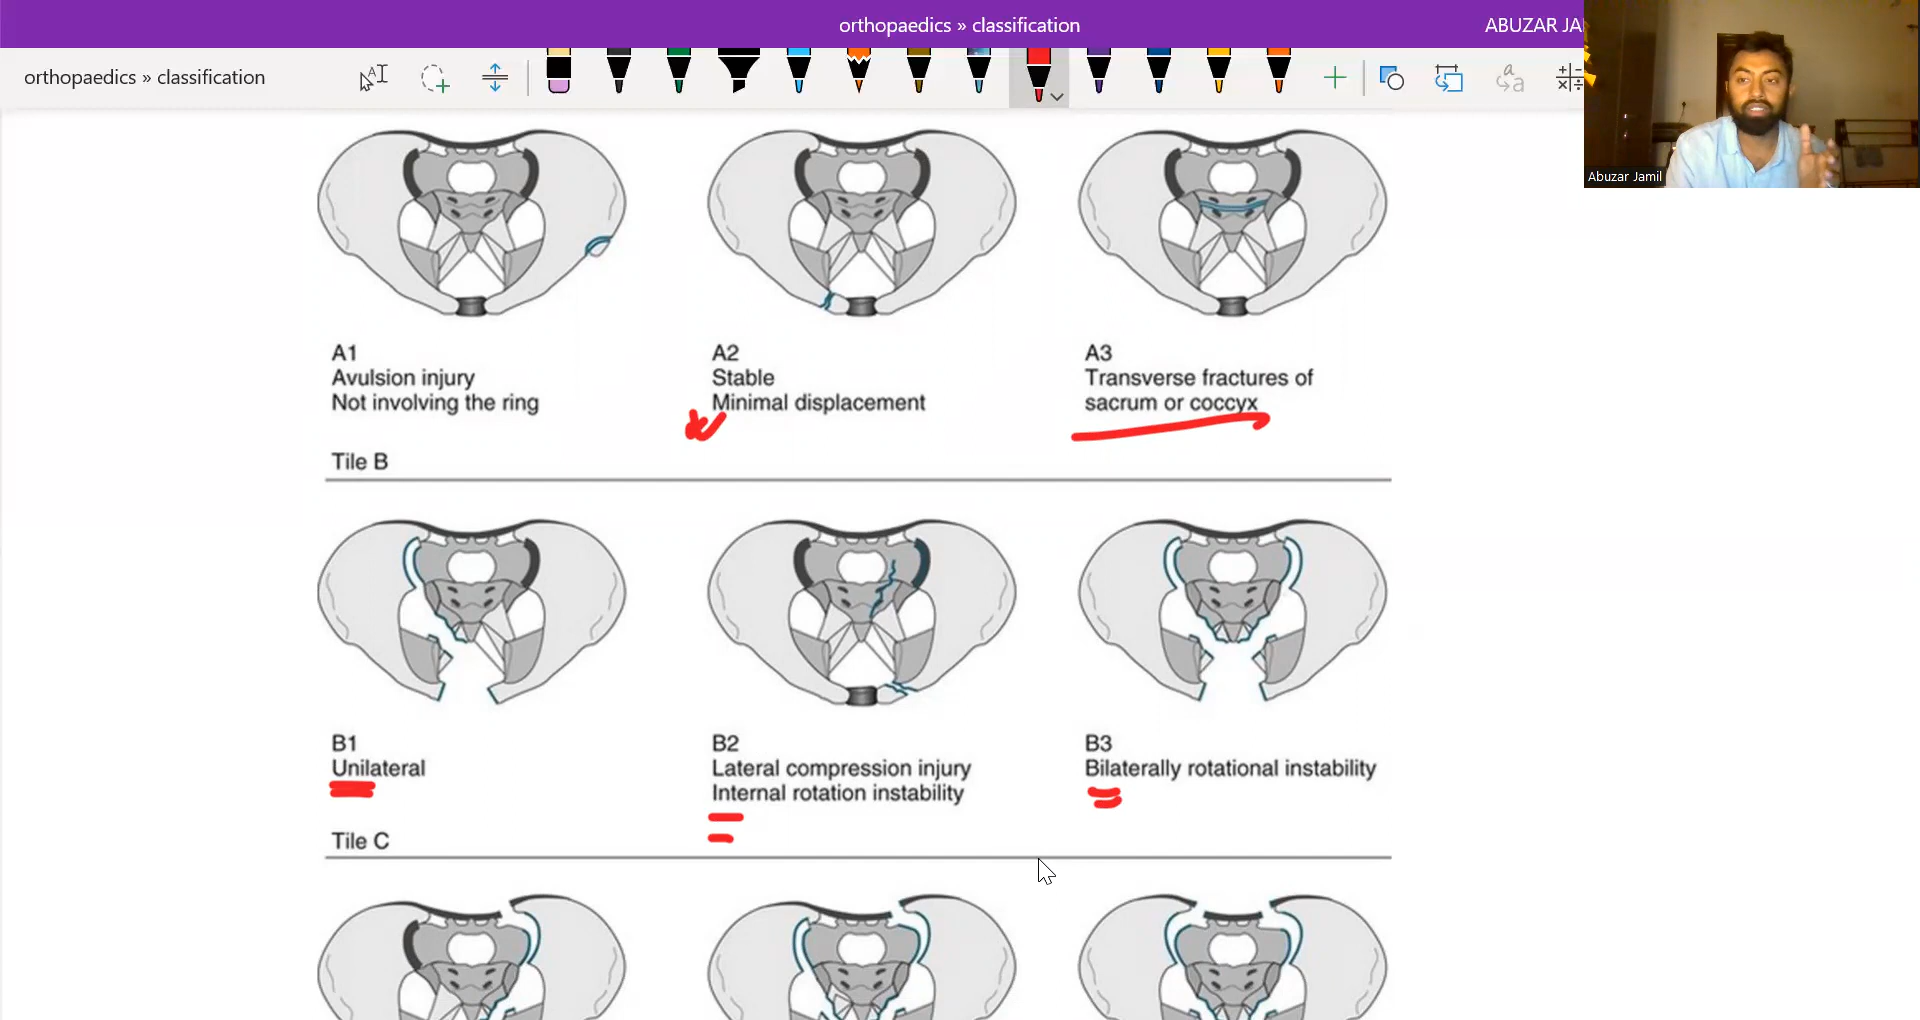 orthopaedics » classification
ABUZAR JA
orthopaedics » classification
Abuzar Jamil
A1
Avulsion injury
Not involving the ring
A2
Stable
Minimal displacement
A3
Transverse fractures of
sacrum or coccyx
Tile B
B1
Unilateral
B2
Lateral compression injury
Internal rotation instability
B3
Bilaterally rotational instability
Tile C